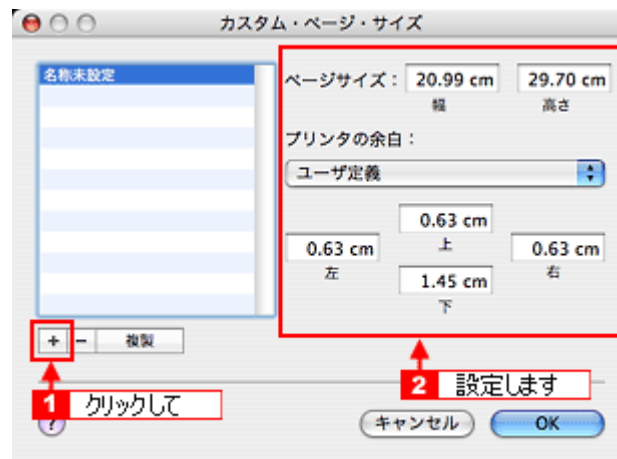 カスタム・ページ・サイズ
名称未設定
ページサイズ： 20.99 cm 29.70 cm
幅 高さ
プリンタの余白：
ユーザ定義
0.63 cm
上
0.63 cm 0.63 cm
左 右
1.45 cm
下
+ − 複製
1 クリックして
2 設定します
? キャンセル OK